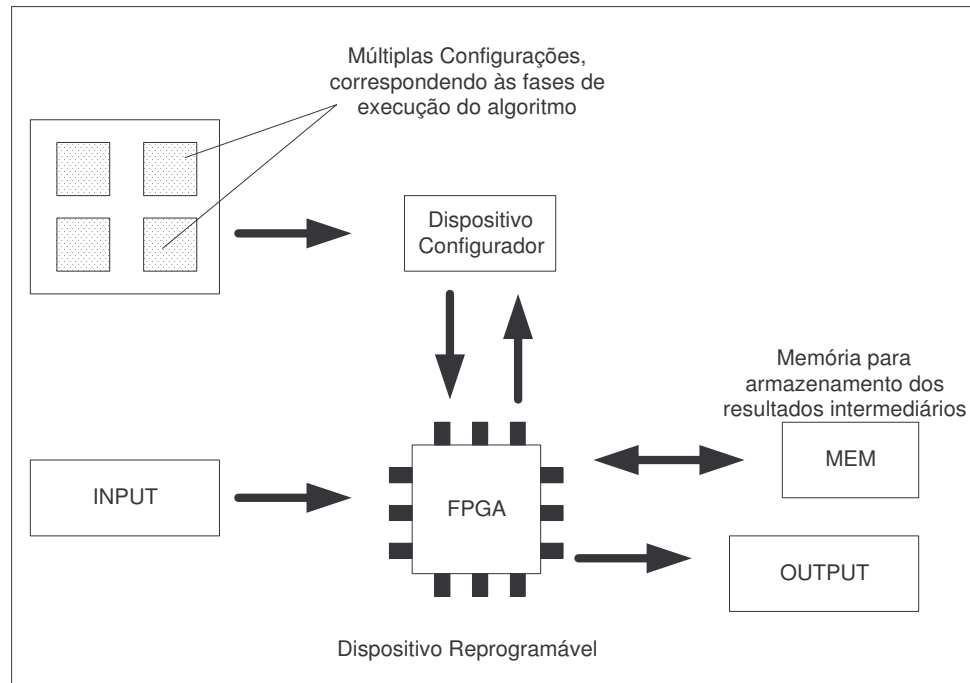 Múltiplas Configurações,
correspondendo às fases de
execução do algoritmo
Dispositivo
Configurador
Memória para
armazenamento dos
resultados intermediários
MEM
INPUT
FPGA
OUTPUT
Dispositivo Reprogramável